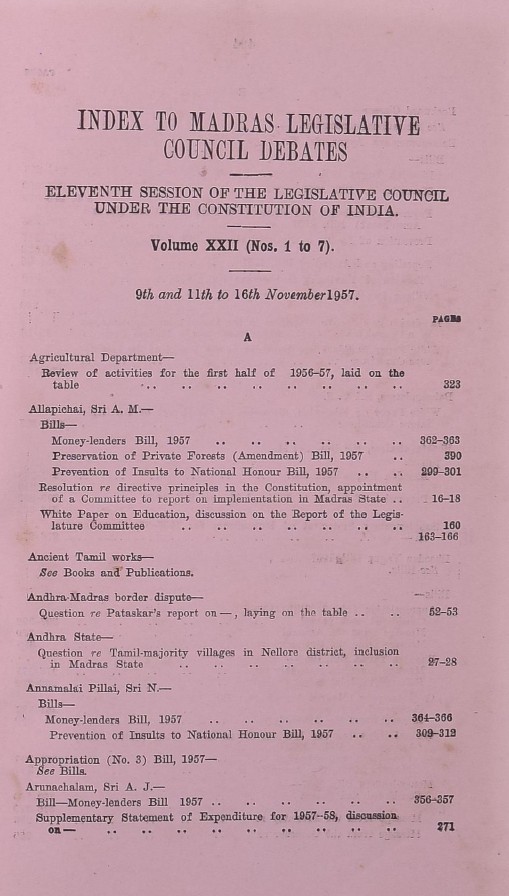 INDEX TO MADRAS LEGISLATIVE
COUNCIL DEBATES
ELEVENTH SESSION OF THE LEGISLATIVE COUNCIL
UNDER THE CONSTITUTION OF INDIA.
Volume XXII (Nos. 1 to 7).
9th and 11th to 16th November1957.
PAGES
A
Agricultural Department—
Review of activities for the first half of 1956-57, laid on the
table .. .. .. .. .. .. .. .. 323
Allapichai, Sri A. M.—
Bills—
Money-lenders Bill, 1957 .. .. .. .. .. .. 362-363
Preservation of Private Forests (Amendment) Bill, 1957 .. 390
Prevention of Insults to National Honour Bill, 1957 .. .. 299-301
Resolution re directive principles in the Constitution, appointment
of a Committee to report on implementation in Madras State .. 16-18
White Paper on Education, discussion on the Report of the Legis-
lature Committee .. .. .. .. .. .. .. 160
163-166
Ancient Tamil works—
See Books and Publications.
Andhra-Madras border dispute—
Question re Pataskar's report on —, laying on the table .. .. 52-53
Andhra State—
Question re Tamil-majority villages in Nellore district, inclusion
in Madras State .. .. .. .. .. .. .. 27-28
Annamalai Pillai, Sri N.—
Bills—
Money-lenders Bill, 1957 .. .. .. .. .. .. 364-366
Prevention of Insults to National Honour Bill, 1957 .. .. 309-312
Appropriation (No. 3) Bill, 1957—
See Bills.
Arunachalam, Sri A. J.—
Bill—Money-lenders Bill 1957 .. .. .. .. .. .. 356-357
Supplementary Statement of Expenditure for 1957-58, discussion
on— .. .. .. .. .. .. .. .. .. 271